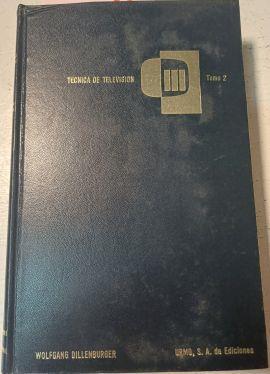 TECNICA DE TELEVISION
Tomo 2
WOLFGANG DILLENBURGER
URMO, S. A. de Ediciones